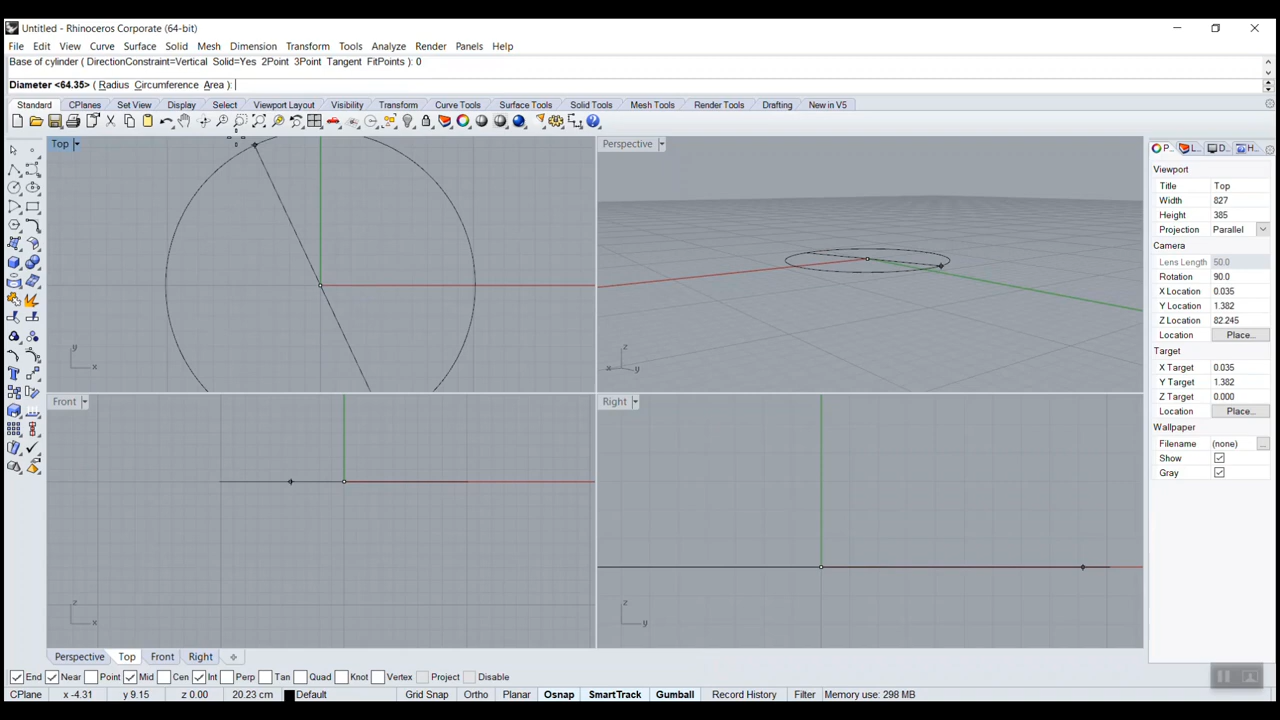 Untitled - Rhinoceros Corporate (64-bit)
File Edit View Curve Surface Solid Mesh Dimension Transform Tools Analyze Render Panels Help
Base of cylinder ( DirectionConstraint=Vertical Solid=Yes 2Point 3Point Tangent FitPoints ): 0
Diameter <64.35> ( Radius Circumference Area ):
Standard CPlanes Set View Display Select Viewport Layout Visibility Transform Curve Tools Surface Tools Solid Tools Mesh Tools Render Tools Drafting New in V5
Top
Perspective
P... L... D... H...
Viewport
Title Top
Width 827
Height 385
Projection Parallel
Camera
Lens Length 50.0
Rotation 90.0
X Location 0.035
Y Location 1.382
Z Location 82.245
Location Place...
Target
X Target 0.035
Y Target 1.382
Z Target 0.000
Location Place...
Wallpaper
Filename (none) ...
Show
Gray
y
x
z
x
y
Front
Right
z
x
z
y
Perspective Top Front Right
End Near Point Mid Cen Int Perp Tan Quad Knot Vertex Project Disable
CPlane x -4.31 y 9.15 z 0.00 20.23 cm Default Grid Snap Ortho Planar Osnap SmartTrack Gumball Record History Filter Memory use: 298 MB